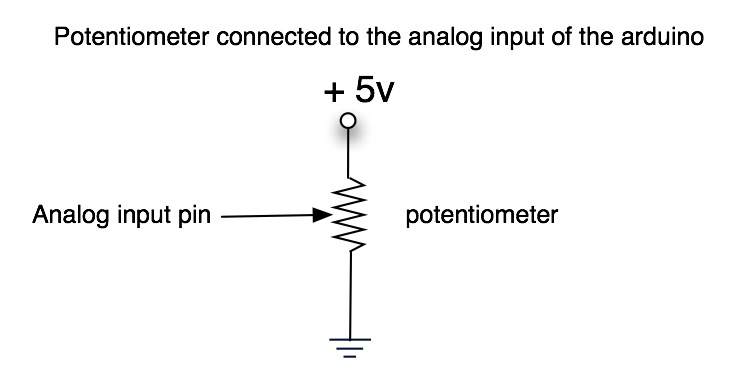 Potentiometer connected to the analog input of the arduino
+ 5v
Analog input pin
potentiometer